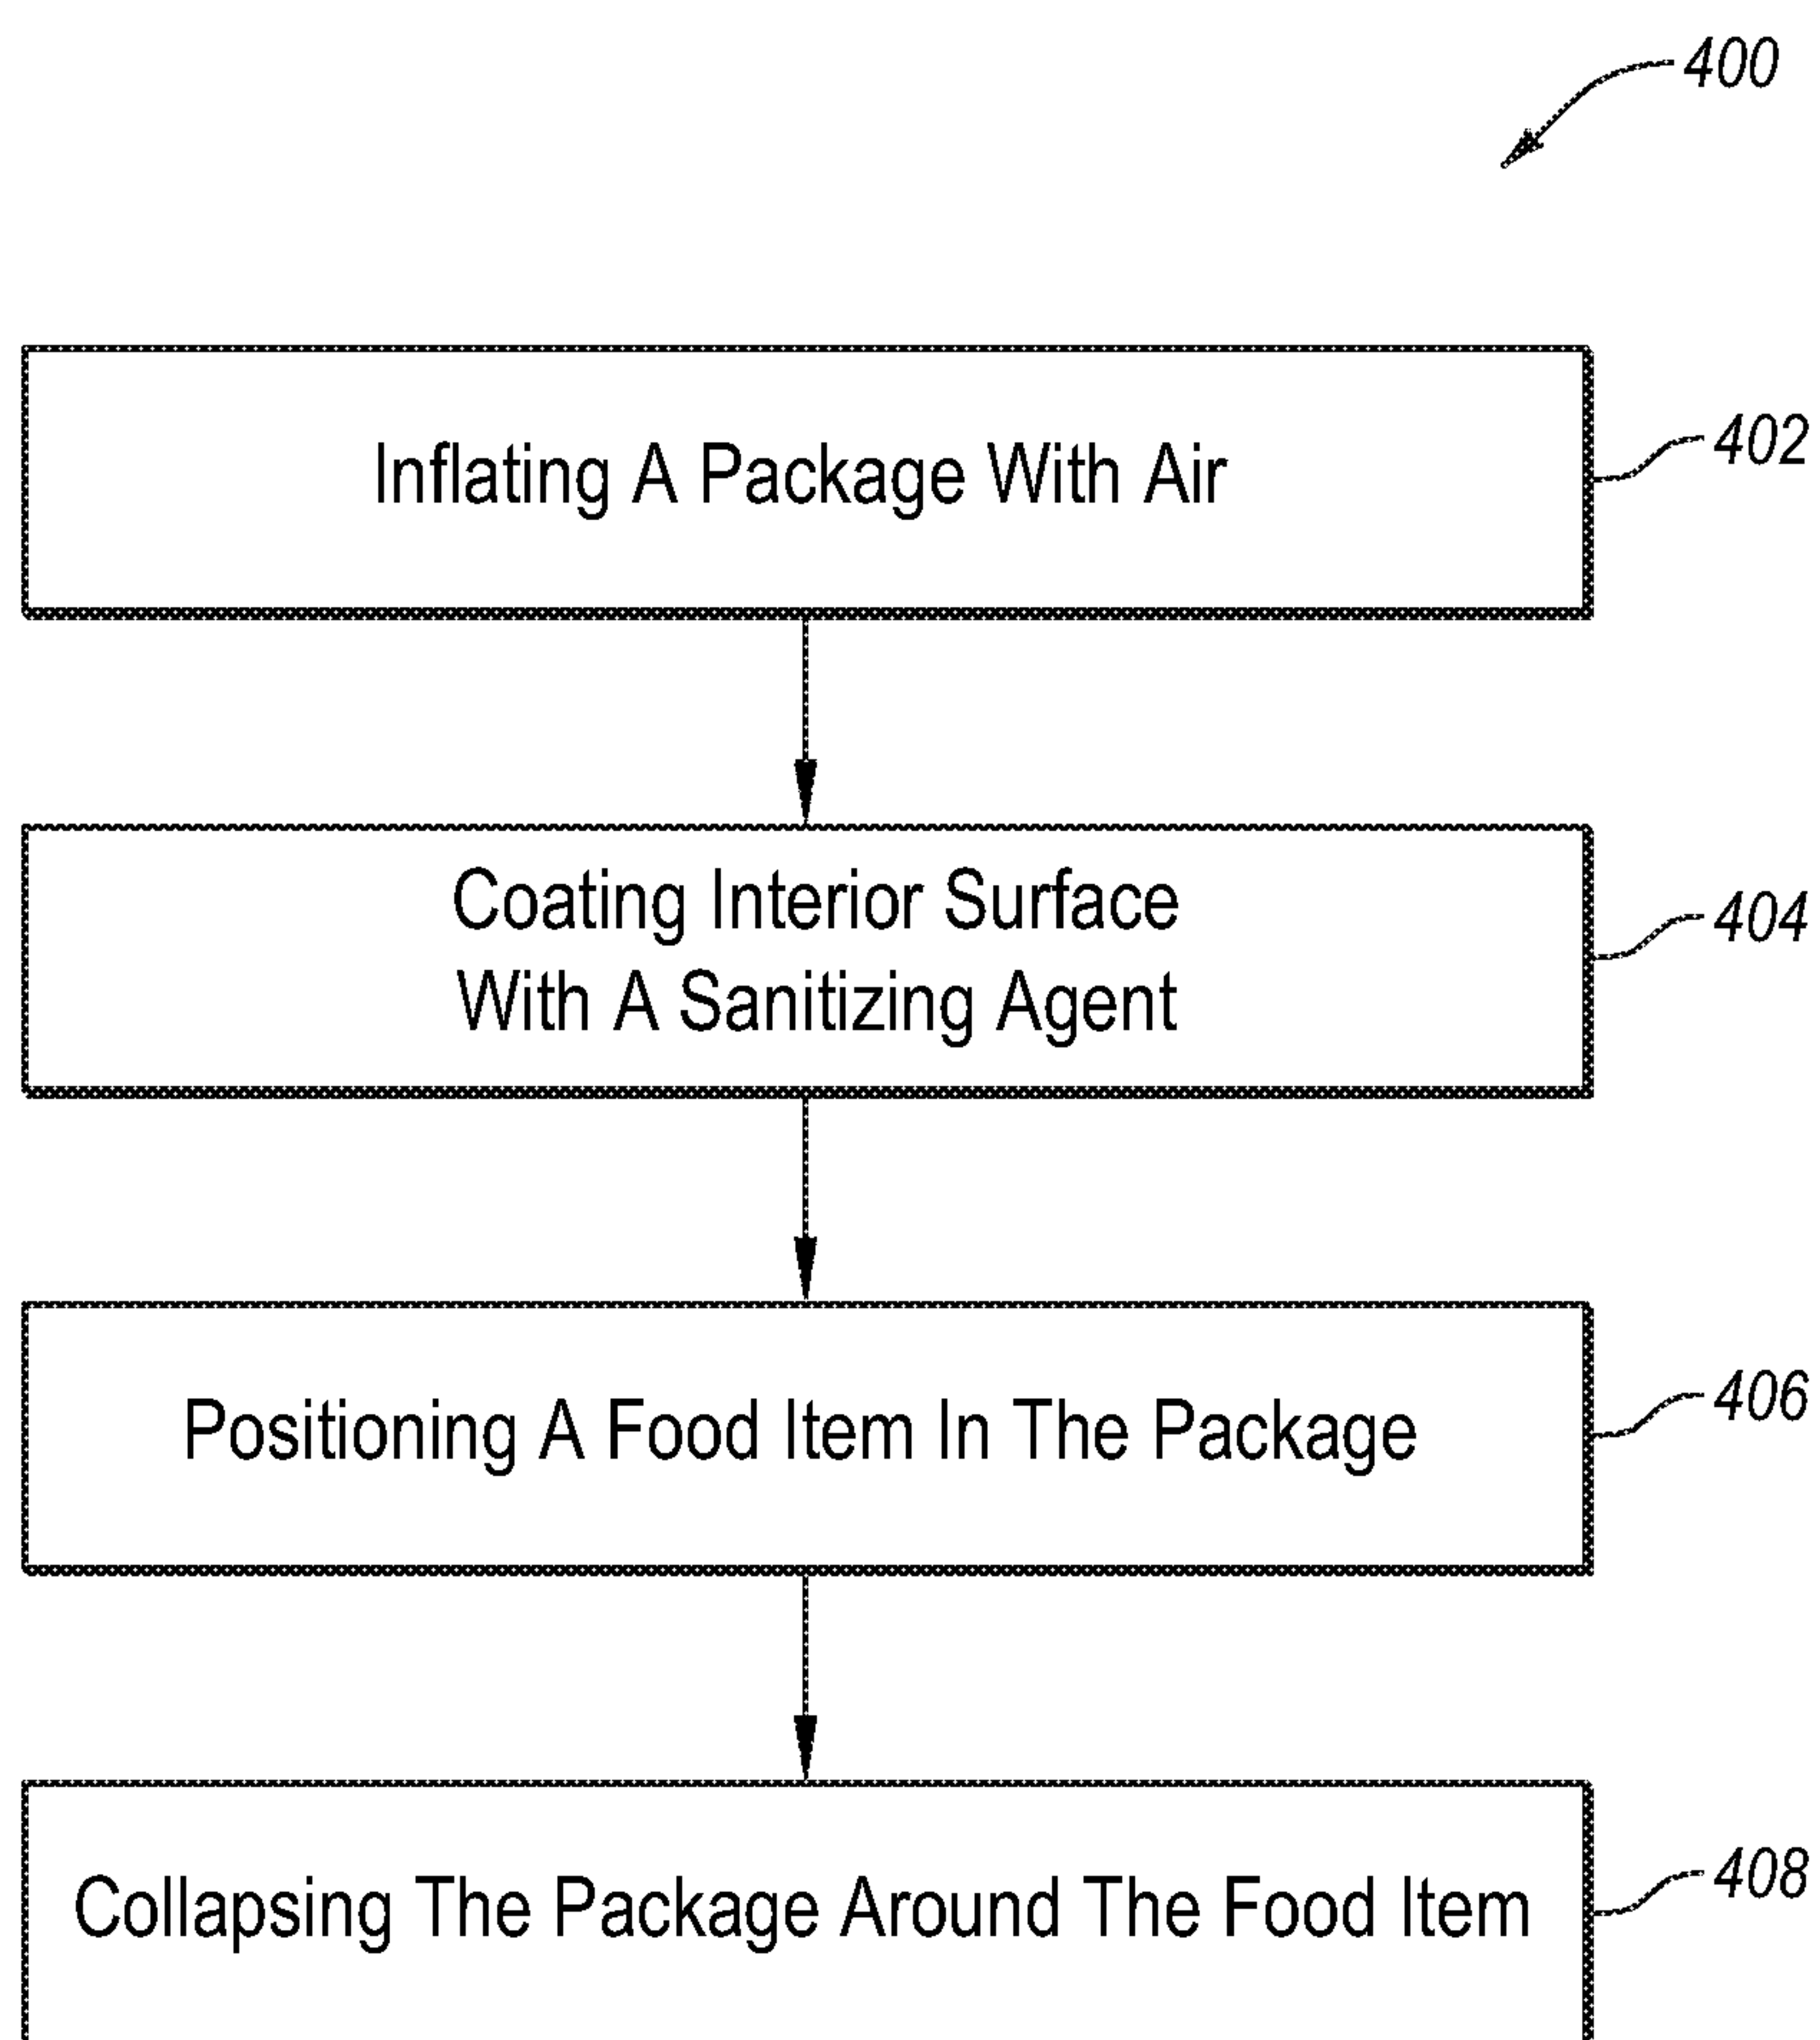 400
Inflating A Package With Air
402
Coating Interior Surface
With A Sanitizing Agent
404
Positioning A Food Item In The Package
406
Collapsing The Package Around The Food Item
408